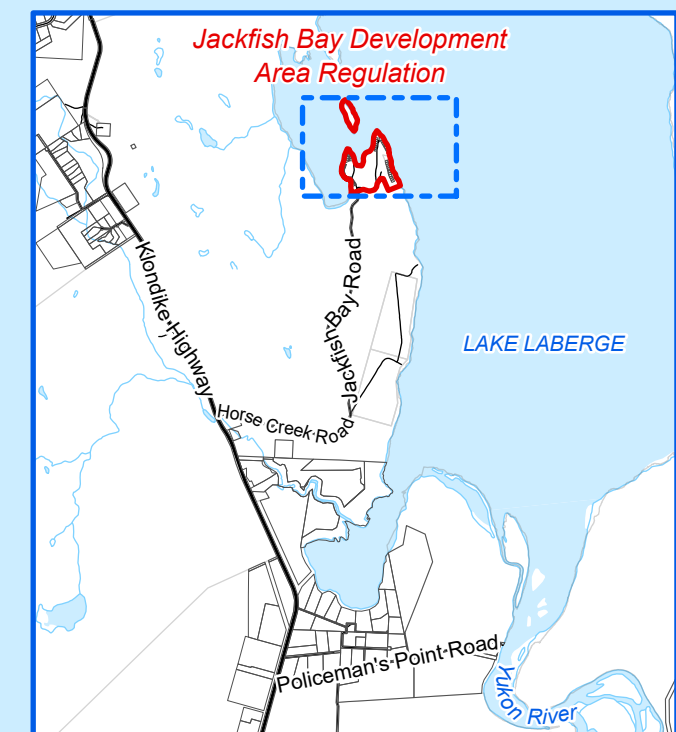 Jackfish Bay Development
Area Regulation
Klondike Highway
Jackfish Bay Road
LAKE LABERGE
Horse Creek Road
Policeman's Point Road
Yukon River